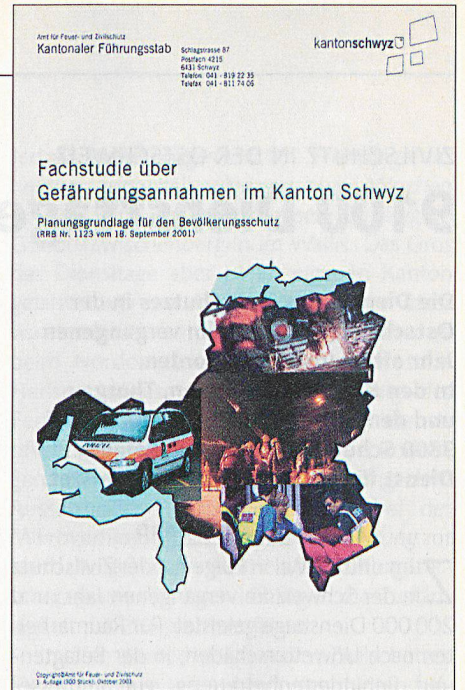 Amt für Feuer- und Zivilschutz
Kantonaler Führungsstab
Schlagstrasse 87
Postfach 4215
6431 Schwyz
Telefon 041 - 819 22 35
Telefax 041 - 811 74 06
kantonschwyz
Fachstudie über
Gefährdungsannahmen im Kanton Schwyz
Planungsgrundlage für den Bevölkerungsschutz
(RRB Nr. 1123 vom 18. September 2001)
Copyright©Amt für Feuer- und Zivilschutz
1. Auflage (300 Stück), Oktober 2001